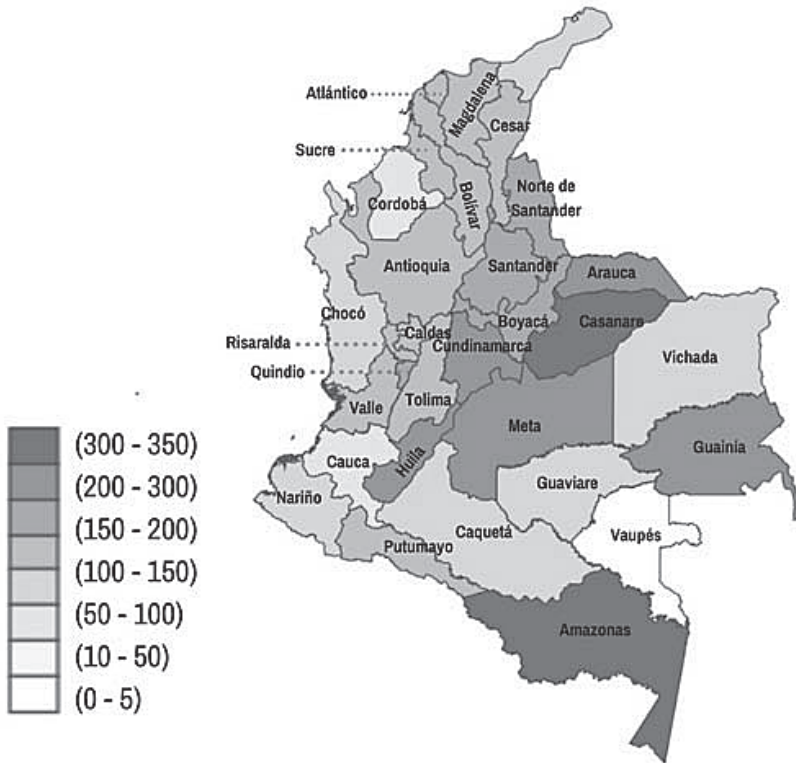 Atlántico
Magdalena
Cesar
Sucre
Cordobá
Bolívar
Norte de
Santander
Antioquia
Santander
Arauca
Chocó
Caldas
Boyacá
Casanare
Risaralda
Cundinamarca
Vichada
Quindio
Valle
Tolima
Meta
Guainía
Cauca
Huila
Nariño
Guaviare
Caquetá
Vaupés
Putumayo
Amazonas
(300 - 350)
(200 - 300)
(150 - 200)
(100 - 150)
(50 - 100)
(10 - 50)
(0 - 5)